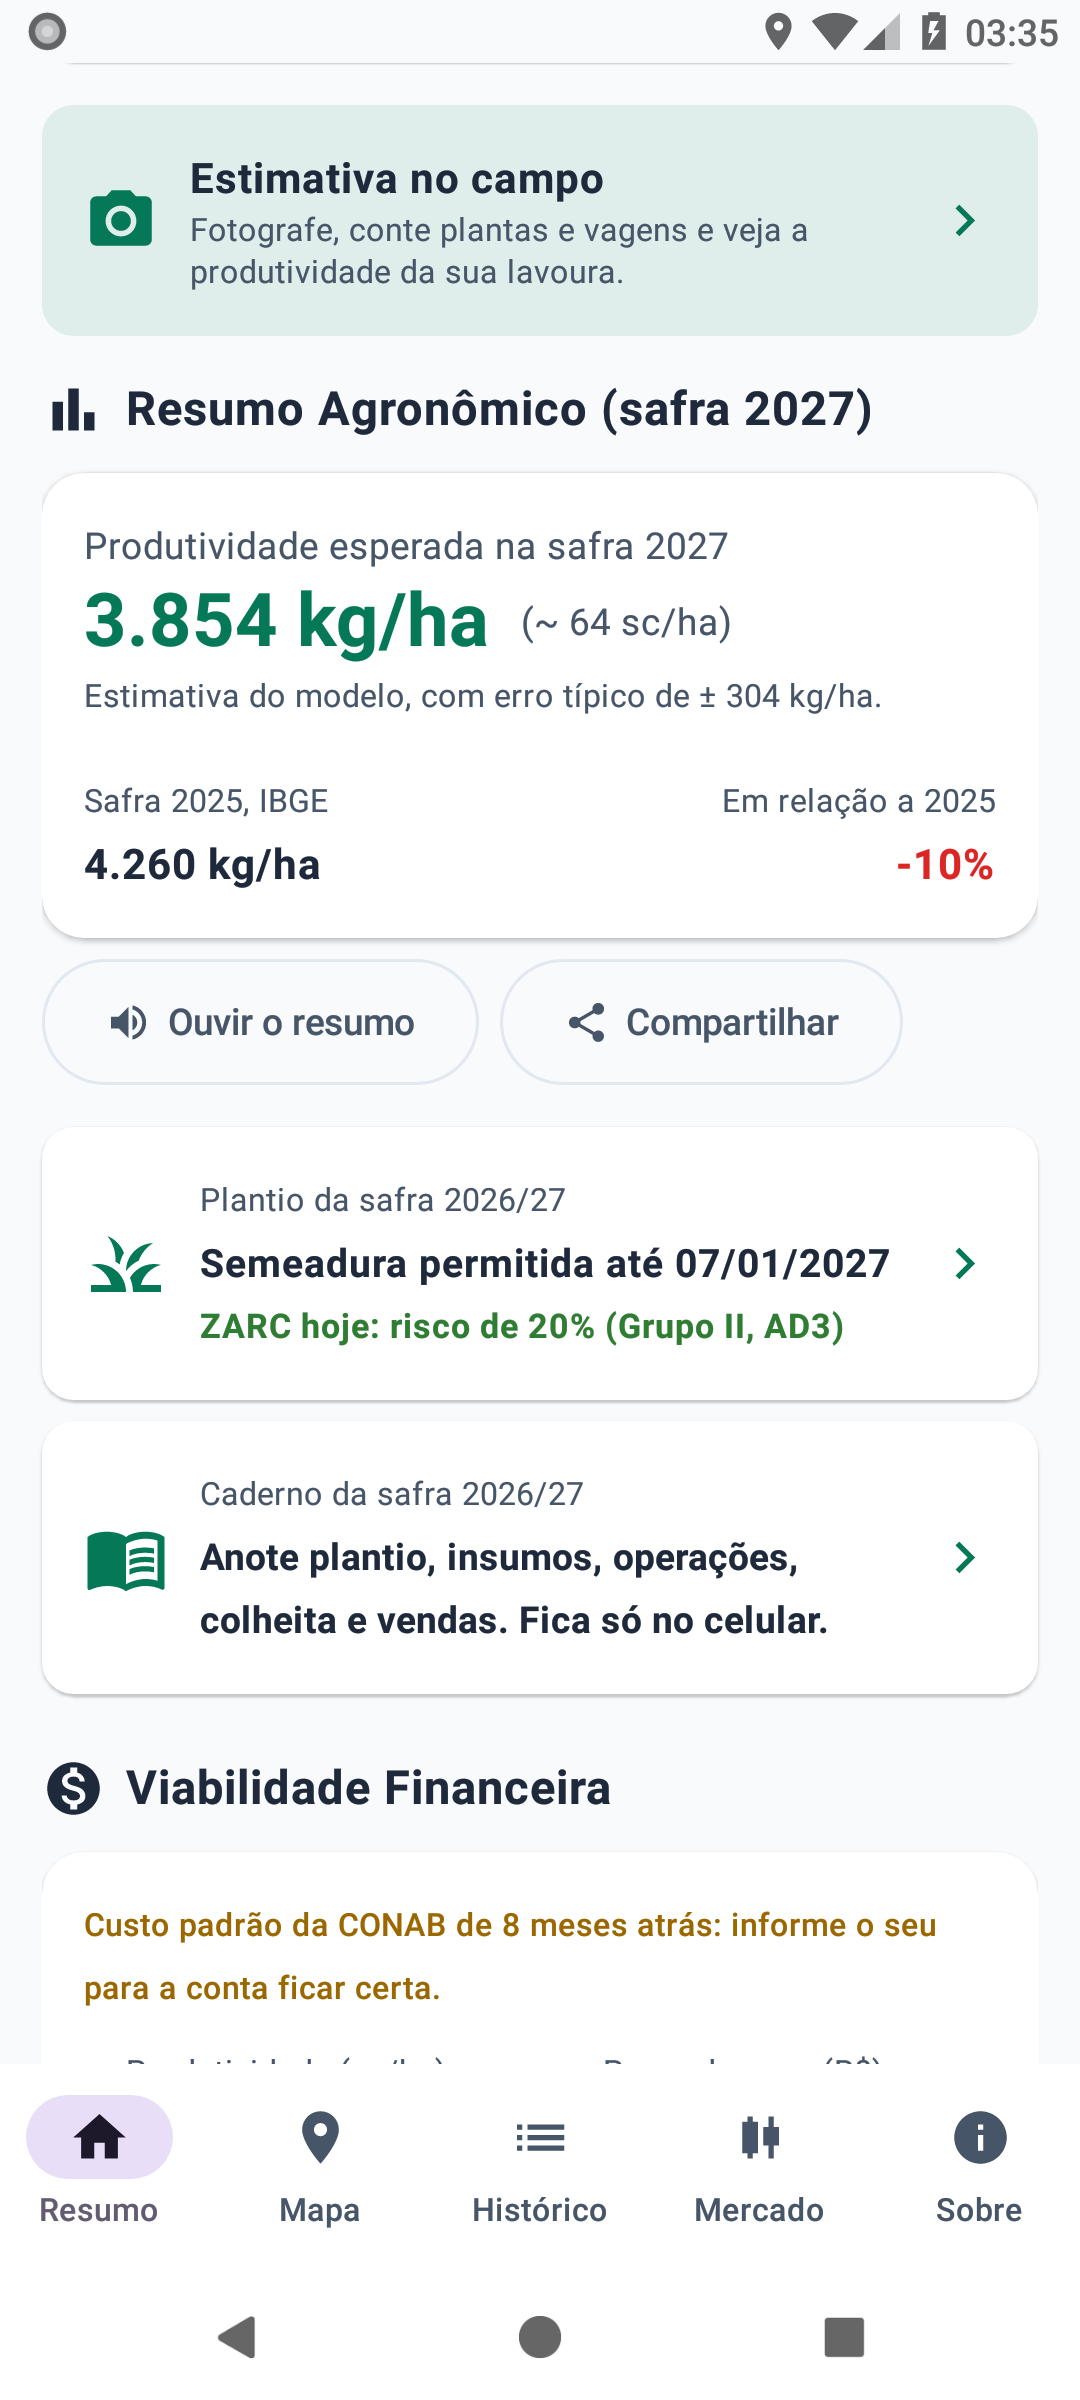 03:35
Estimativa no campo
Fotografe, conte plantas e vagens e veja a
produtividade da sua lavoura.
Resumo Agronômico (safra 2027)
Produtividade esperada na safra 2027
3.854 kg/ha (~ 64 sc/ha)
Estimativa do modelo, com erro típico de ± 304 kg/ha.
Safra 2025, IBGE
Em relação a 2025
4.260 kg/ha
-10%
Ouvir o resumo
Compartilhar
Plantio da safra 2026/27
Semeadura permitida até 07/01/2027
ZARC hoje: risco de 20% (Grupo II, AD3)
Caderno da safra 2026/27
Anote plantio, insumos, operações,
colheita e vendas. Fica só no celular.
Viabilidade Financeira
Custo padrão da CONAB de 8 meses atrás: informe o seu
para a conta ficar certa.
Resumo
Mapa
Histórico
Mercado
Sobre